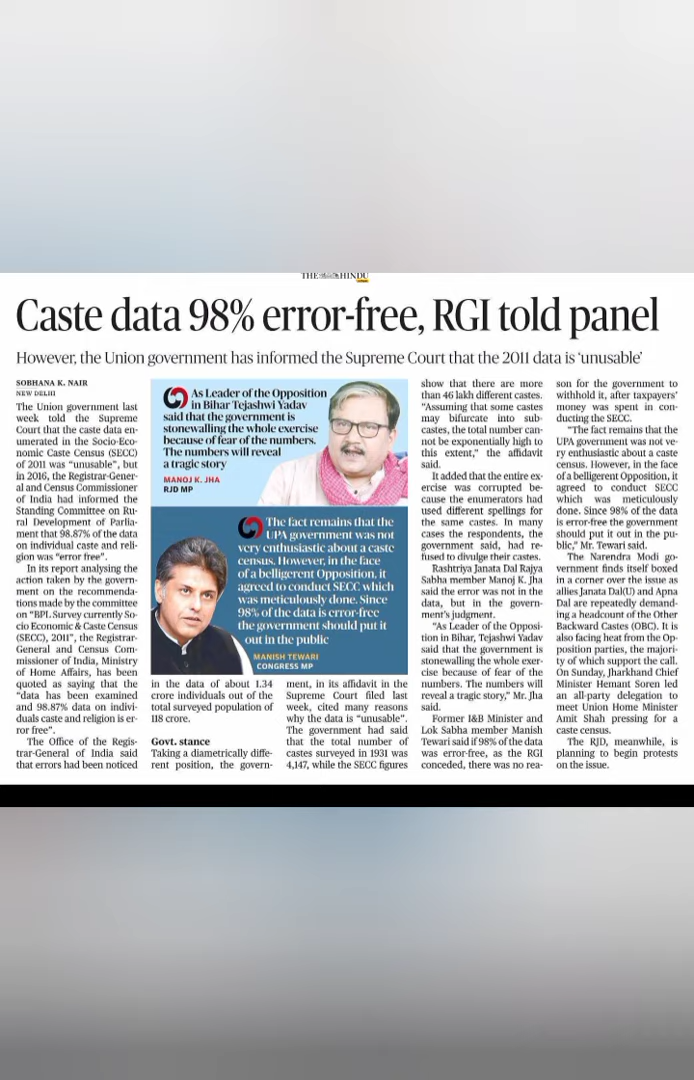 THE HINDU
Caste data 98% error-free, RGI told panel
However, the Union government has informed the Supreme Court that the 2011 data is ‘unusable’
SOBHANA K. NAIR
NEW DELHI
The Union government last
week told the Supreme
Court that the caste data en-
umerated in the Socio-Eco-
nomic Caste Census (SECC)
of 2011 was “unusable”, but
in 2016, the Registrar-Gener-
al and Census Commissioner
of India had informed the
Standing Committee on Ru-
ral Development of Parlia-
ment that 98.87% of the data
on individual caste and reli-
gion was “error free”.
In its report analysing the
action taken by the govern-
ment on the recommenda-
tions made by the committee
on “BPL Survey currently So-
cio Economic & Caste Census
(SECC), 2011”, the Registrar-
General and Census Com-
missioner of India, Ministry
of Home Affairs, has been
quoted as saying that the
“data has been examined
and 98.87% data on indivi-
duals caste and religion is er-
ror free”.
The Office of the Regis-
trar-General of India said
that errors had been noticed
As Leader of the Opposition
in Bihar Tejashwi Yadav
said that the government is
stonewalling the whole exercise
because of fear of the numbers.
The numbers will reveal
a tragic story
MANOJ K. JHA
RJD MP
The fact remains that the
UPA government was not
very enthusiastic about a caste
census. However, in the face
of a belligerent Opposition, it
agreed to conduct SECC which
was meticulously done. Since
98% of the data is error-free
the government should put it
out in the public
MANISH TEWARI
CONGRESS MP
in the data of about 1.34
crore individuals out of the
total surveyed population of
118 crore.
Govt. stance
Taking a diametrically diffe-
rent position, the govern-
ment, in its affidavit in the
Supreme Court filed last
week, cited many reasons
why the data is “unusable”.
The government had said
that the total number of
castes surveyed in 1931 was
4,147, while the SECC figures
show that there are more
than 46 lakh different castes.
“Assuming that some castes
may bifurcate into sub-
castes, the total number can-
not be exponentially high to
this extent,” the affidavit
said.
It added that the entire ex-
ercise was corrupted be-
cause the enumerators had
used different spellings for
the same castes. In many
cases the respondents, the
government said, had re-
fused to divulge their castes.
Rashtriya Janata Dal Rajya
Sabha member Manoj K. Jha
said the error was not in the
data, but in the govern-
ment’s judgment.
“As Leader of the Opposi-
tion in Bihar, Tejashwi Yadav
said that the government is
stonewalling the whole exer-
cise because of fear of the
numbers. The numbers will
reveal a tragic story,” Mr. Jha
said.
Former I&B Minister and
Lok Sabha member Manish
Tewari said if 98% of the data
was error-free, as the RGI
conceded, there was no rea-
son for the government to
withhold it, after taxpayers’
money was spent in con-
ducting the SECC.
“The fact remains that the
UPA government was not ve-
ry enthusiastic about a caste
census. However, in the face
of a belligerent Opposition, it
agreed to conduct SECC
which was meticulously
done. Since 98% of the data
is error-free the government
should put it out in the pu-
blic,” Mr. Tewari said.
The Narendra Modi go-
vernment finds itself boxed
in a corner over the issue as
allies Janata Dal(U) and Apna
Dal are repeatedly demand-
ing a headcount of the Other
Backward Castes (OBC). It is
also facing heat from the Op-
position parties, the majori-
ty of which support the call.
On Sunday, Jharkhand Chief
Minister Hemant Soren led
an all-party delegation to
meet Union Home Minister
Amit Shah pressing for a
caste census.
The RJD, meanwhile, is
planning to begin protests
on the issue.